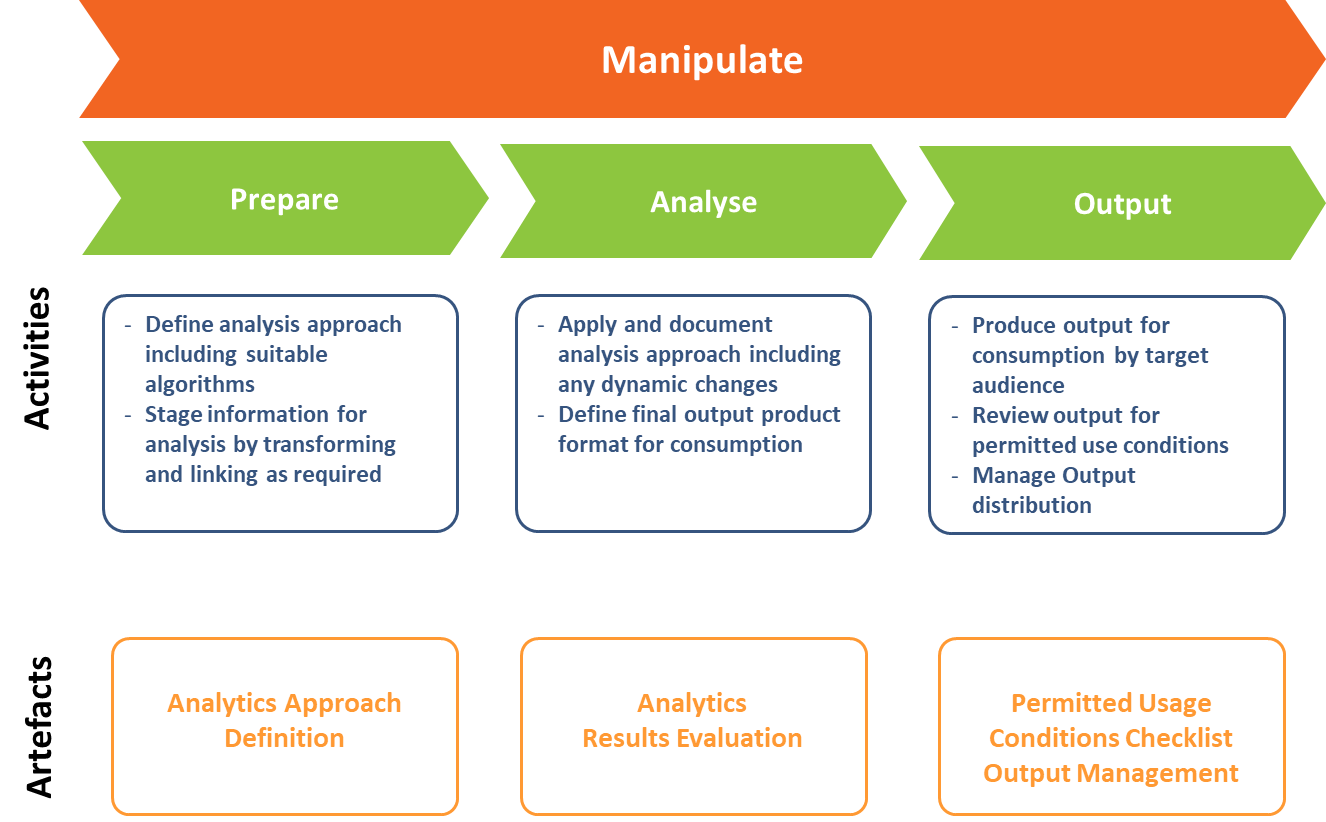 Manipulate
Prepare
Analyse
Output
Activities
- Define analysis approach
including suitable
algorithms
- Stage information for
analysis by transforming
and linking as required
- Apply and document
analysis approach including
any dynamic changes
- Define final output product
format for consumption
- Produce output for
consumption by target
audience
- Review output for
permitted use conditions
- Manage Output
distribution
Artefacts
Analytics Approach
Definition
Analytics
Results Evaluation
Permitted Usage
Conditions Checklist
Output Management